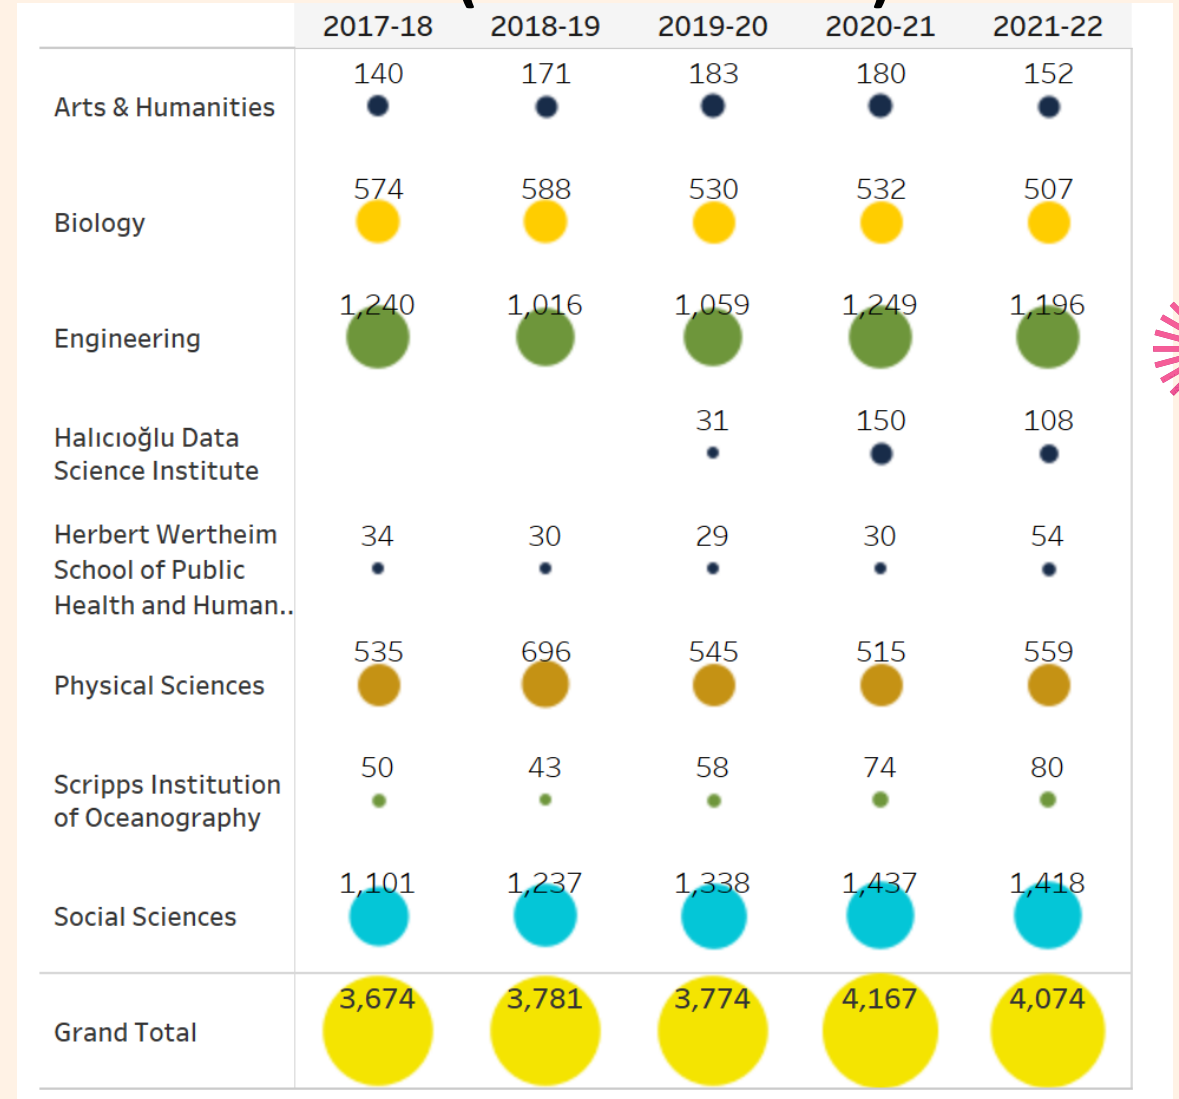 2017-18 2018-19 2019-20 2020-21 2021-22
140 171 183 180 152
Arts & Humanities
574 588 530 532 507
Biology
1,240 1,016 1,059 1,249 1,196
Engineering
31 150 108
Halıcıoğlu Data
Science Institute
34 30 29 30 54
Herbert Wertheim
School of Public
Health and Human..
535 696 545 515 559
Physical Sciences
50 43 58 74 80
Scripps Institution
of Oceanography
1,101 1,237 1,338 1,437 1,418
Social Sciences
3,674 3,781 3,774 4,167 4,074
Grand Total